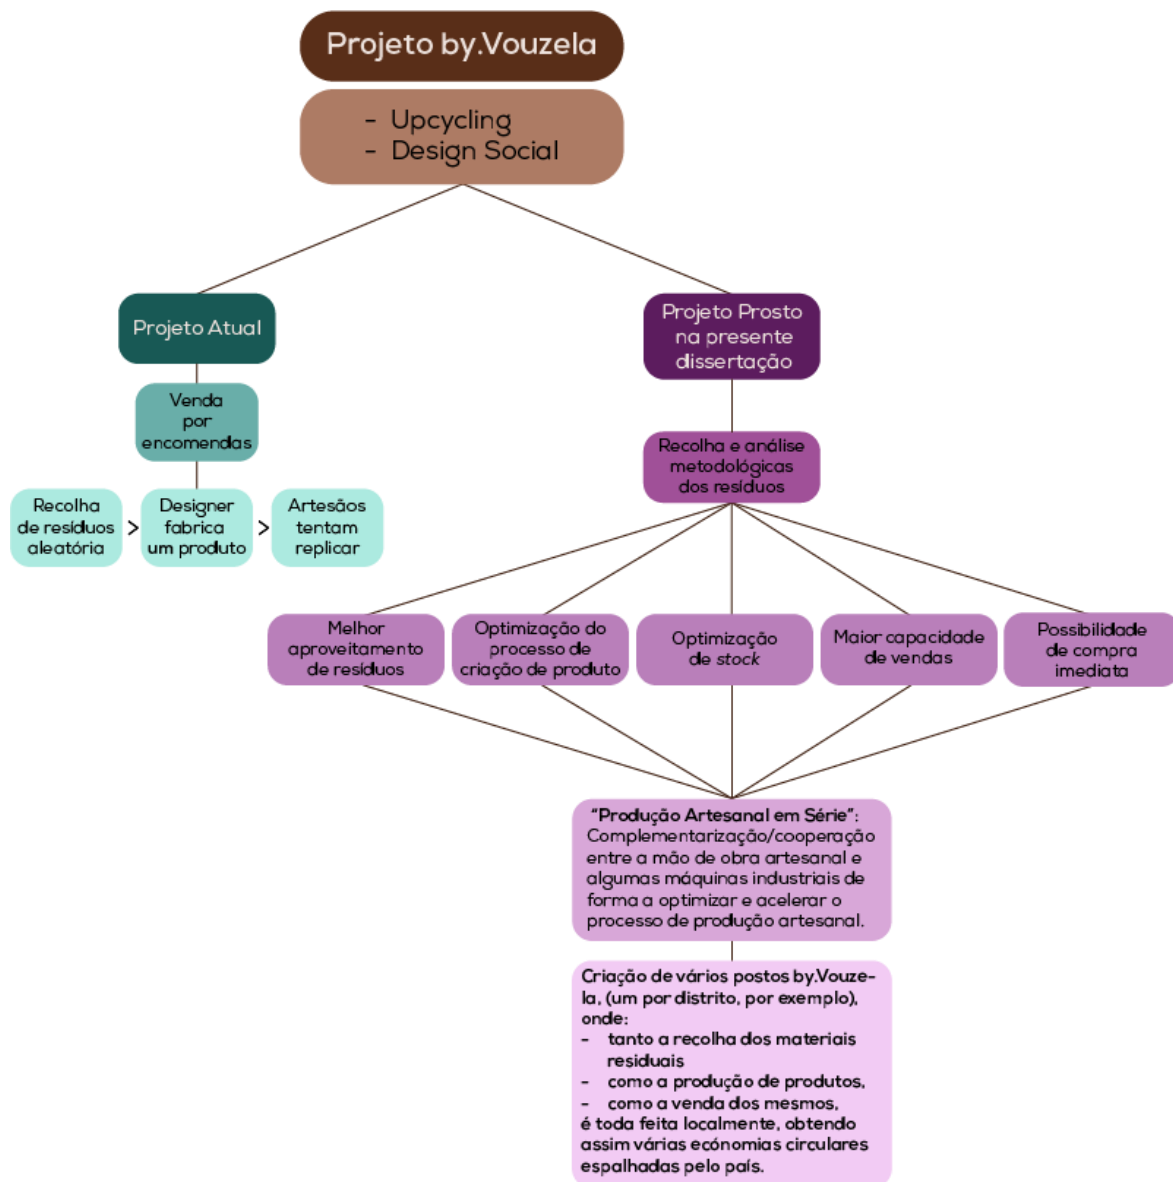 Projeto by.Vouzela
- Upcycling
- Design Social
Projeto Atual
Venda
por
encomendas
Recolha
de resíduos
aleatória
>
Designer
fabrica
um produto
>
Artesãos
tentam
replicar
Projeto Prosto
na presente
dissertação
Recolha e análise
metodológicas
dos resíduos
Melhor
aproveitamento
de resíduos
Optimização do
processo de
criação de produto
Optimização
de stock
Maior capacidade
de vendas
Possibilidade
de compra
imediata
“Produção Artesanal em Série”:
Complementarização/cooperação
entre a mão de obra artesanal e
algumas máquinas industriais de
forma a optimizar e acelerar o
processo de produção artesanal.
Criação de vários postos by.Vouze-
la, (um por distrito, por exemplo),
onde:
- tanto a recolha dos materiais
residuais
- como a produção de produtos,
- como a venda dos mesmos,
é toda feita localmente, obtendo
assim várias ecónomias circulares
espalhadas pelo país.